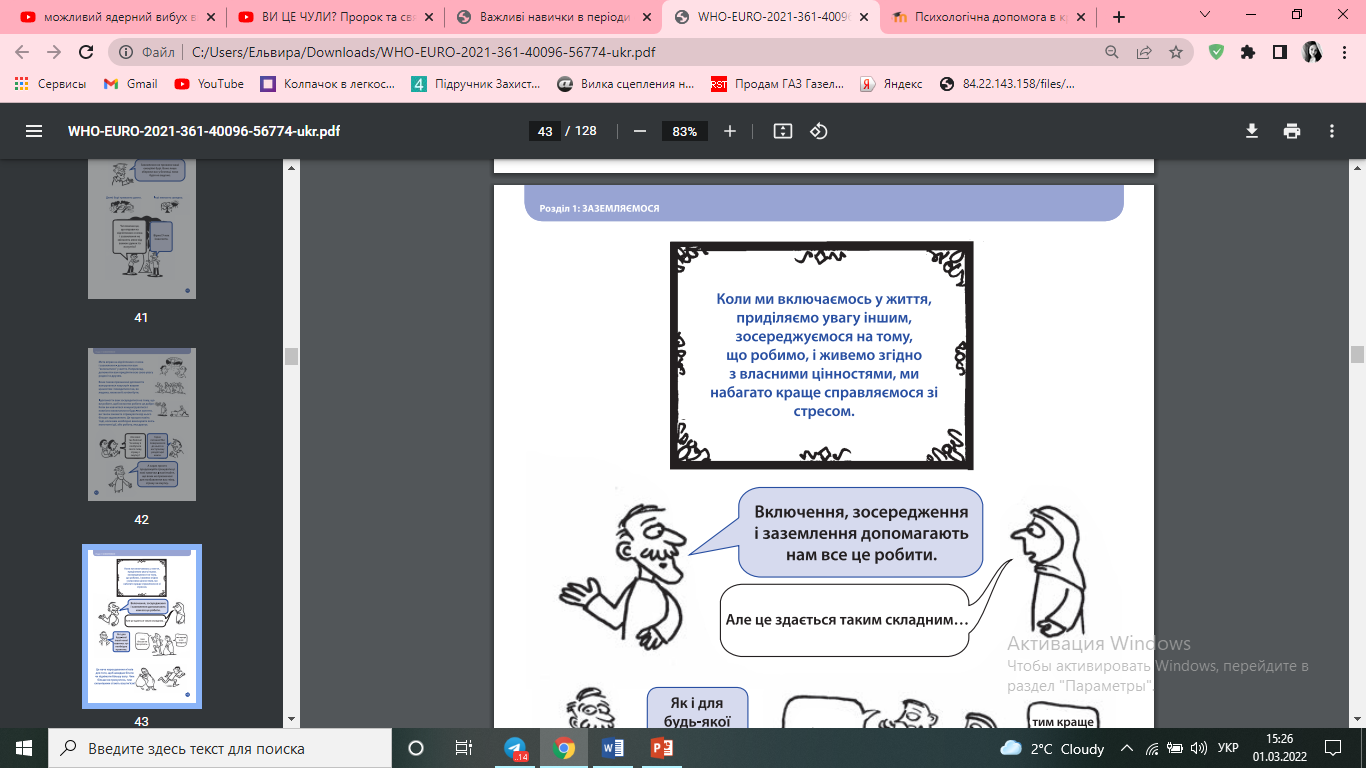 можливий ядерний вибух в
ВИ ЦЕ ЧУЛИ? Пророк та свя
Важливі навички в періоди
WHO-EURO-2021-361-4009
Психологічна допомога в к
Файл
C:/Users/Ельвира/Downloads/WHO-EURO-2021-361-40096-56774-ukr.pdf
Сервисы
Gmail
YouTube
Колпачок в легкос...
Підручник Захист...
Вилка сцепления н...
RST
Продам ГАЗ Газел...
Яндекс
84.22.143.158/files/...
WHO-EURO-2021-361-40096-56774-ukr.pdf
43 / 128
83%
41
42
43
Розділ 1: ЗАЗЕМЛЯЄМОСЯ
Коли ми включаємось у життя,
приділяємо увагу іншим,
зосереджуємося на тому,
що робимо, і живемо згідно
з власними цінностями, ми
набагато краще справляємося зі
стресом.
Включення, зосередження
і заземлення допомагають
нам все це робити.
Але це здається таким складним…
Як і для
будь-якої
тим краще
Активация Windows
Чтобы активировать Windows, перейдите в
раздел "Параметры".
Введите здесь текст для поиска
14
2°C Cloudy
УКР
15:26
01.03.2022